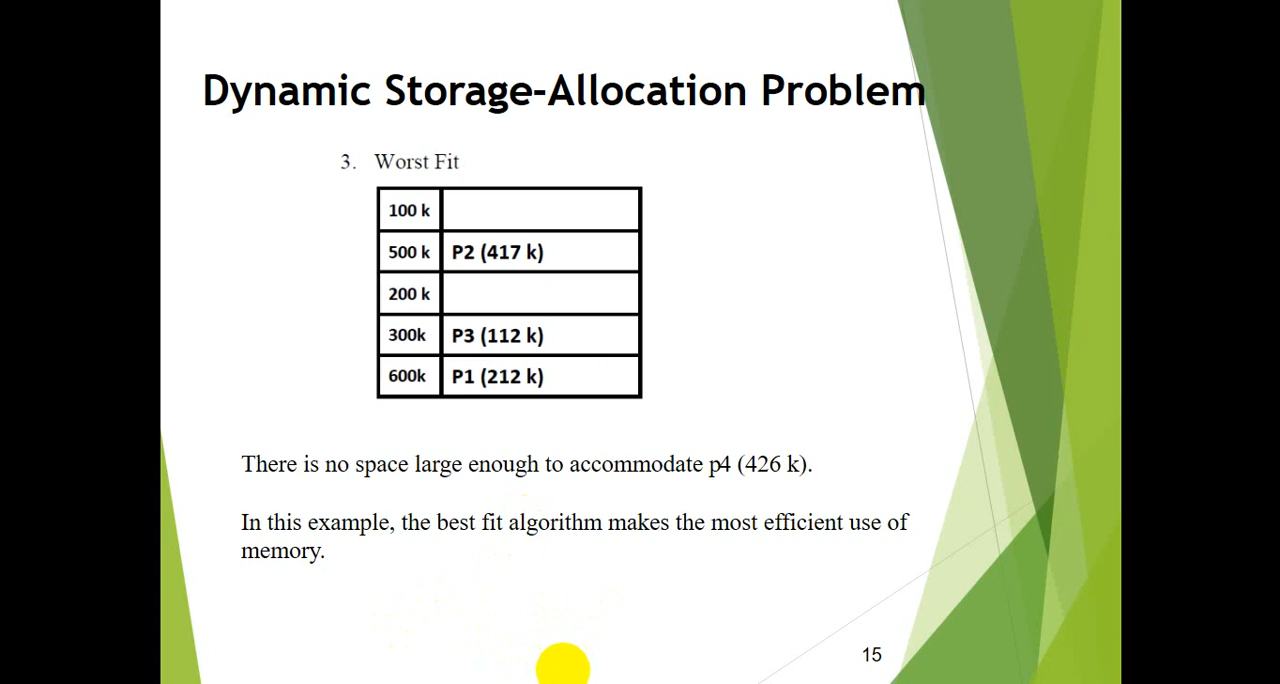 Dynamic Storage-Allocation Problem
3. Worst Fit
100 k
500 k P2 (417 k)
200 k
300k P3 (112 k)
600k P1 (212 k)
There is no space large enough to accommodate p4 (426 k).
In this example, the best fit algorithm makes the most efficient use of
memory.
15